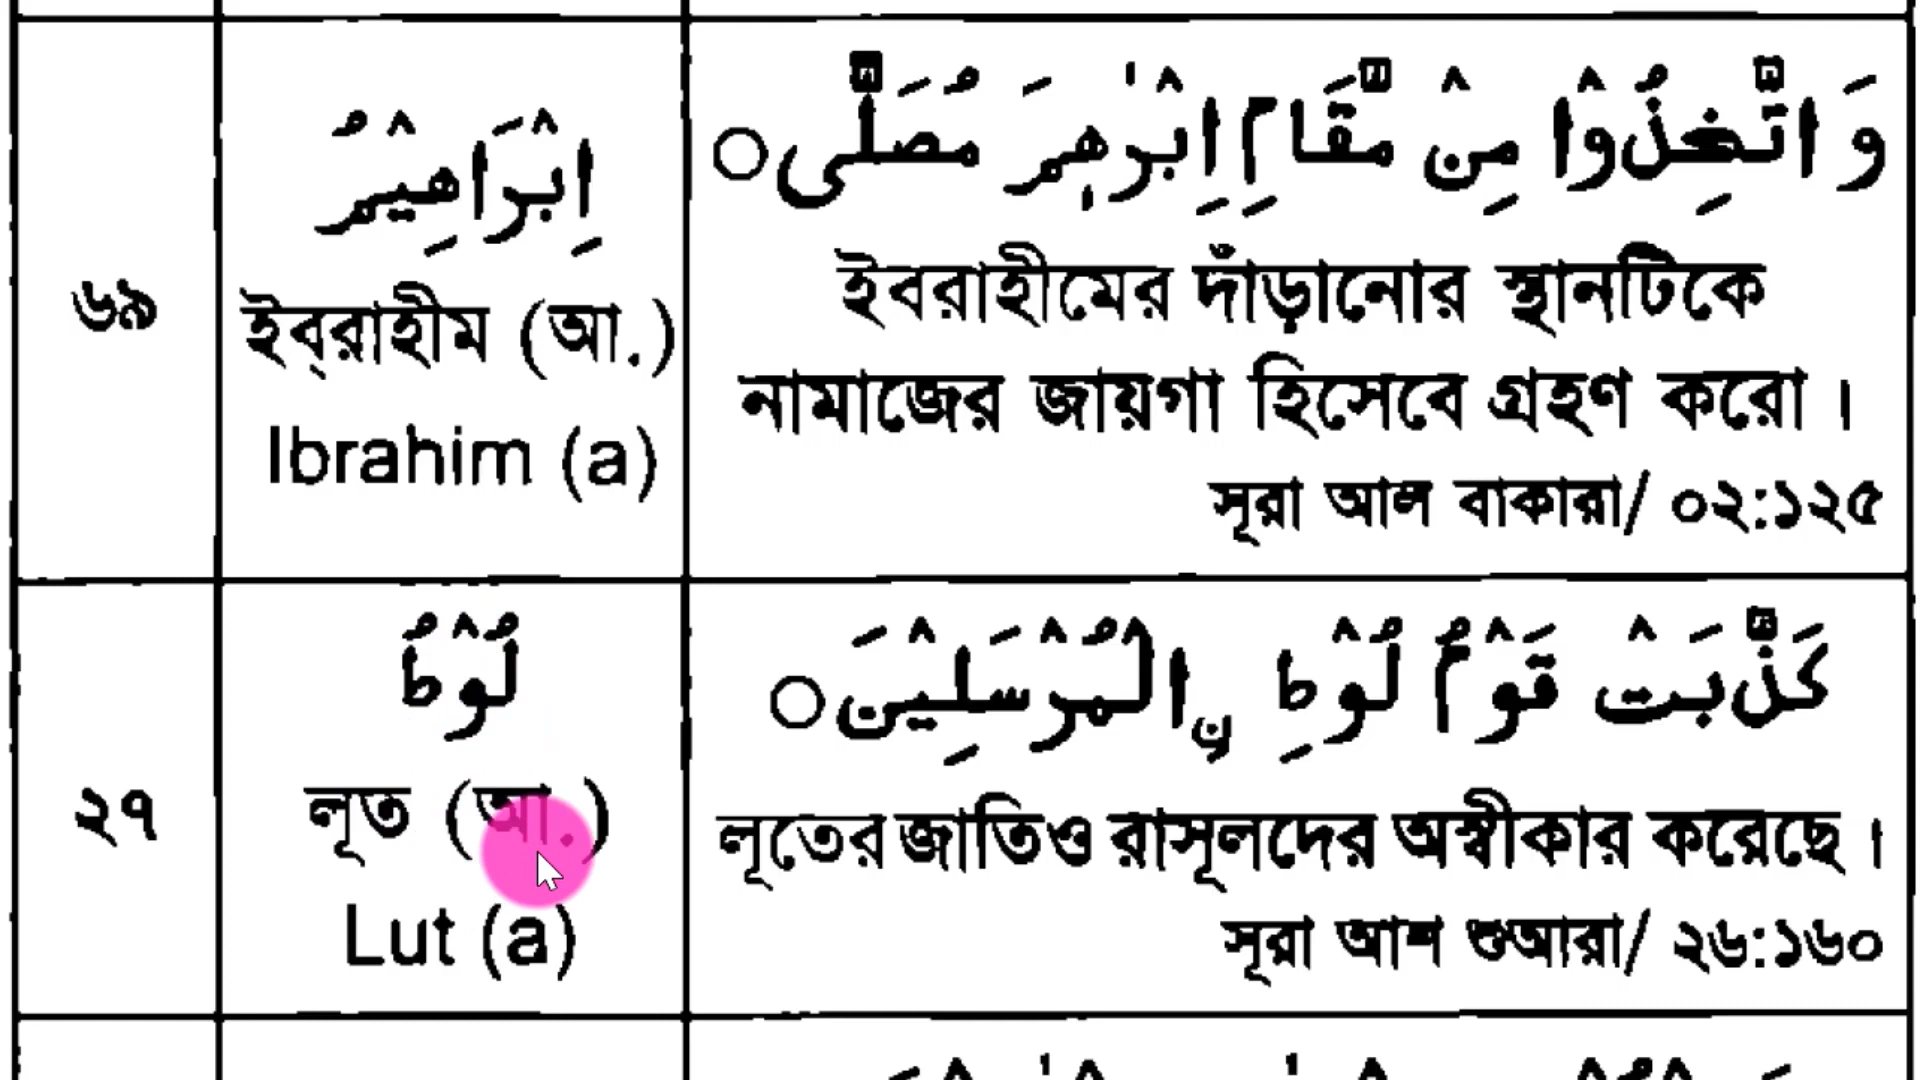 ৬৯
اِبْرَاهِيْمُ
ইব্রাহীম (আ.)
Ibrahim (a)
وَ اتَّخِذُوْا مِنْ مَّقَامِ اِبْرٰهٖمَ مُصَلًّى○
ইবরাহীমের দাঁড়ানোর স্থানটিকে
নামাজের জায়গা হিসেবে গ্রহণ করো।
সূরা আল বাকারা/ ০২:১২৫
২৭
لُوْطُ
লূত (আ.)
Lut (a)
كَذَّبَتْ قَوْمُ لُوْطِ نِ الْمُرْسَلِيْنَ○
লূতের জাতিও রাসূলদের অস্বীকার করেছে।
সূরা আশ শুআরা/ ২৬:১৬০